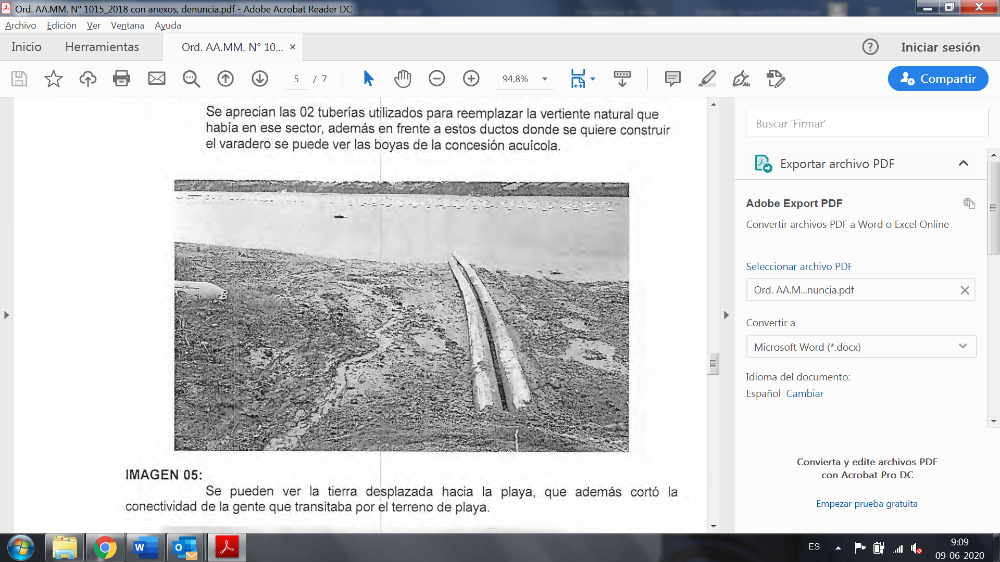 Ord. AA.MM. N° 1015_2018 con anexos, denuncia.pdf - Adobe Acrobat Reader DC
Archivo Edición Ver Ventana Ayuda
Inicio Herramientas Ord. AA.MM. N° 10... × ? Iniciar sesión
5 / 7 94,8% Compartir
Se aprecian las 02 tuberías utilizados para reemplazar la vertiente natural que
había en ese sector, además en frente a estos ductos donde se quiere construir
el varadero se puede ver las boyas de la concesión acuícola.
IMAGEN 05:
Se pueden ver la tierra desplazada hacia la playa, que además cortó la
conectividad de la gente que transitaba por el terreno de playa.
Buscar 'Firmar'
Exportar archivo PDF
Adobe Export PDF
Convertir archivos PDF a Word o Excel Online
Seleccionar archivo PDF
Ord. AA.M...nuncia.pdf
Convertir a
Microsoft Word (*.docx)
Idioma del documento:
Español Cambiar
Convierta y edite archivos PDF
con Acrobat Pro DC
Empezar prueba gratuita
ES
9:09
09-06-2020